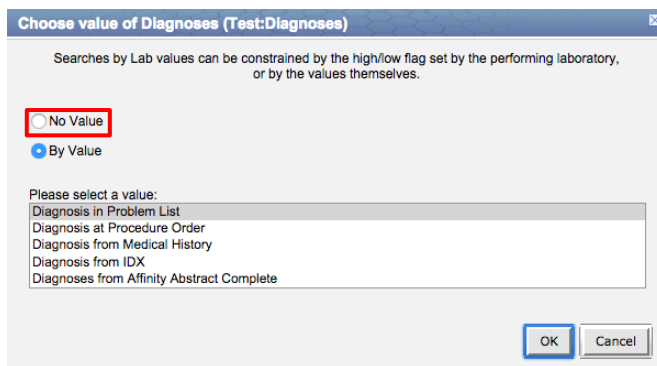 Choose value of Diagnoses (Test:Diagnoses)
Searches by Lab values can be constrained by the high/low flag set by the performing laboratory,
or by the values themselves.
No Value
By Value
Please select a value:
Diagnosis in Problem List
Diagnosis at Procedure Order
Diagnosis from Medical History
Diagnosis from IDX
Diagnoses from Affinity Abstract Complete
OK Cancel